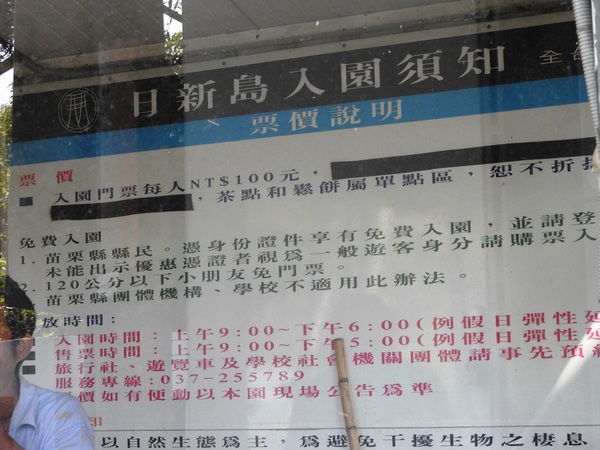 日新島入園須知
票價說明
票價
入園門票每人NT$100元，
，茶點和鬆餅屬單點區，恕不折
免費入園
1. 苗栗縣縣民。憑身份證件享有免費入園，並請登
未能出示優惠憑證者視為一般遊客身分請購票入
2. 120公分以下小朋友免門票。
苗栗縣團體機構、學校不適用此辦法。
放時間：
入園時間：上午9:00~下午6:00(例假日彈性延
售票時間：上午9:00~下午5:00(例假日彈性
旅行社、遊覽車及學校社會機關團體請事先預
服務專線:037-255789
價如有便動以本園現場公告為準
印
以自然生態為主，為避免干擾生物之棲息